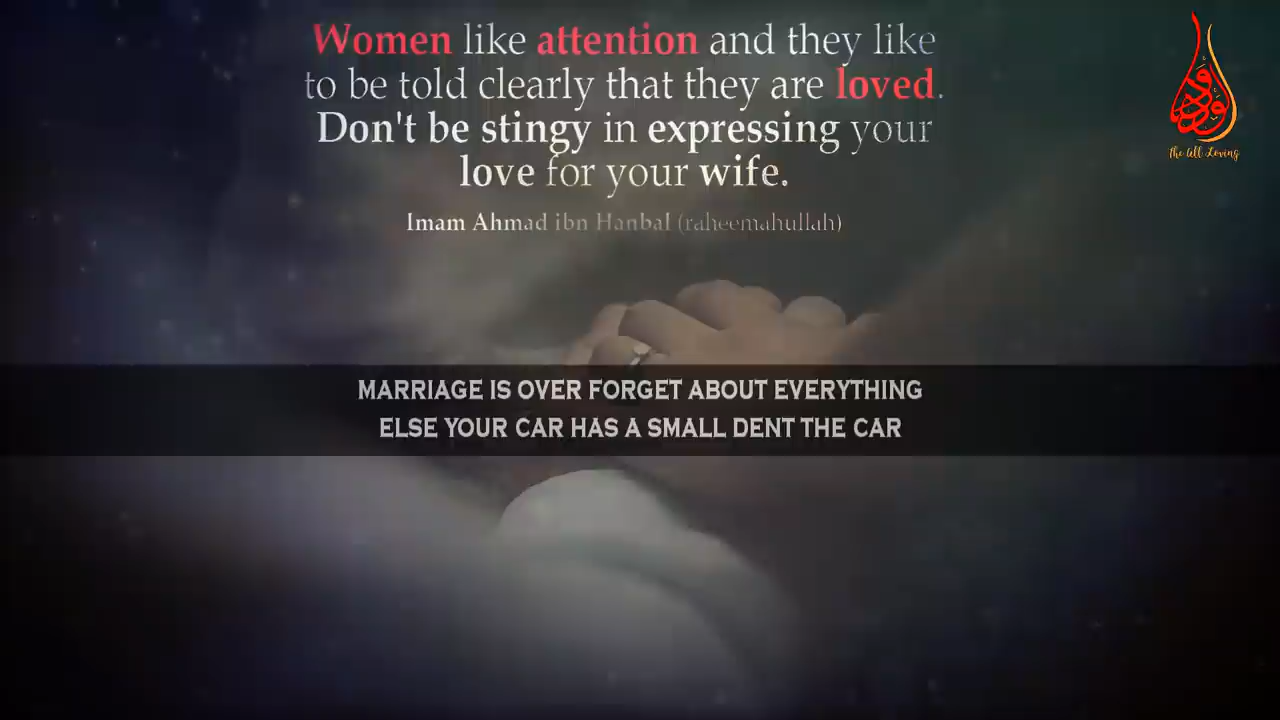 Women like attention and they like
to be told clearly that they are loved.
Don't be stingy in expressing your
love for your wife.
Imam Ahmad ibn Hanbal (raheemahullah)
الودود
The All Loving
MARRIAGE IS OVER FORGET ABOUT EVERYTHING
ELSE YOUR CAR HAS A SMALL DENT THE CAR